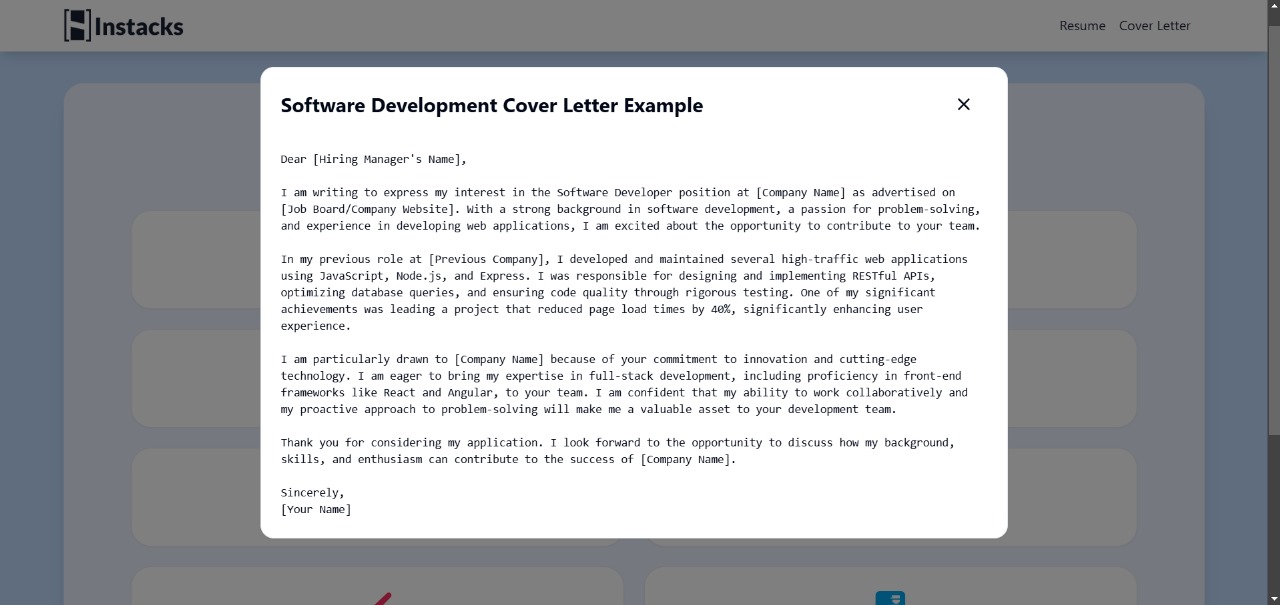 Instacks
Resume
Cover Letter
Software Development Cover Letter Example
Dear [Hiring Manager's Name],
I am writing to express my interest in the Software Developer position at [Company Name] as advertised on
[Job Board/Company Website]. With a strong background in software development, a passion for problem-solving,
and experience in developing web applications, I am excited about the opportunity to contribute to your team.
In my previous role at [Previous Company], I developed and maintained several high-traffic web applications
using JavaScript, Node.js, and Express. I was responsible for designing and implementing RESTful APIs,
optimizing database queries, and ensuring code quality through rigorous testing. One of my significant
achievements was leading a project that reduced page load times by 40%, significantly enhancing user
experience.
I am particularly drawn to [Company Name] because of your commitment to innovation and cutting-edge
technology. I am eager to bring my expertise in full-stack development, including proficiency in front-end
frameworks like React and Angular, to your team. I am confident that my ability to work collaboratively and
my proactive approach to problem-solving will make me a valuable asset to your development team.
Thank you for considering my application. I look forward to the opportunity to discuss how my background,
skills, and enthusiasm can contribute to the success of [Company Name].
Sincerely,
[Your Name]